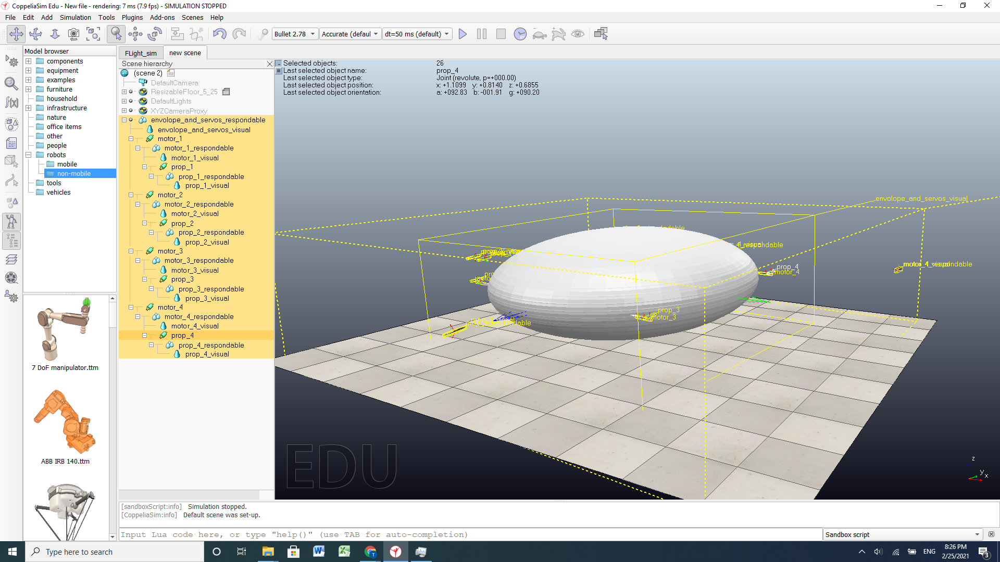 CoppeliaSim Edu - New file - rendering: 7 ms (7.9 fps) - SIMULATION STOPPED
File Edit Add Simulation Tools Plugins Add-ons Scenes Help
Bullet 2.78 Accurate (defaul dt=50 ms (default)
Model browser
components
equipment
examples
furniture
household
infrastructure
nature
office items
other
people
robots
mobile
non-mobile
tools
vehicles
7 DoF manipulator.ttm
ABB IRB 140.ttm
FLight_sim new scene
Scene hierarchy
(scene 2)
DefaultCamera
ResizableFloor_5_25
DefaultLights
XYZCameraProxy
envolope_and_servos_respondable
envolope_and_servos_visual
motor_1
motor_1_respondable
motor_1_visual
prop_1
prop_1_respondable
prop_1_visual
motor_2
motor_2_respondable
motor_2_visual
prop_2
prop_2_respondable
prop_2_visual
motor_3
motor_3_respondable
motor_3_visual
prop_3
prop_3_respondable
prop_3_visual
motor_4
motor_4_respondable
motor_4_visual
prop_4
prop_4_respondable
prop_4_visual
Selected objects: 26
Last selected object name: prop_4
Last selected object type: Joint (revolute, p=+000.00)
Last selected object position: x: +1.1099 y: +0.8140 z: +0.6855
Last selected object orientation: a: +092.83 b: -001.91 g: +090.20
envolope_and_servos_visual
prop_4
motor_4
prop_3
motor_3
EDU
z
y
x
[sandboxScript:info] Simulation stopped.
[CoppeliaSim:info] Default scene was set-up.
Input Lua code here, or type "help()" (use TAB for auto-completion)
Sandbox script
Type here to search
ENG
8:26 PM
2/25/2021
3